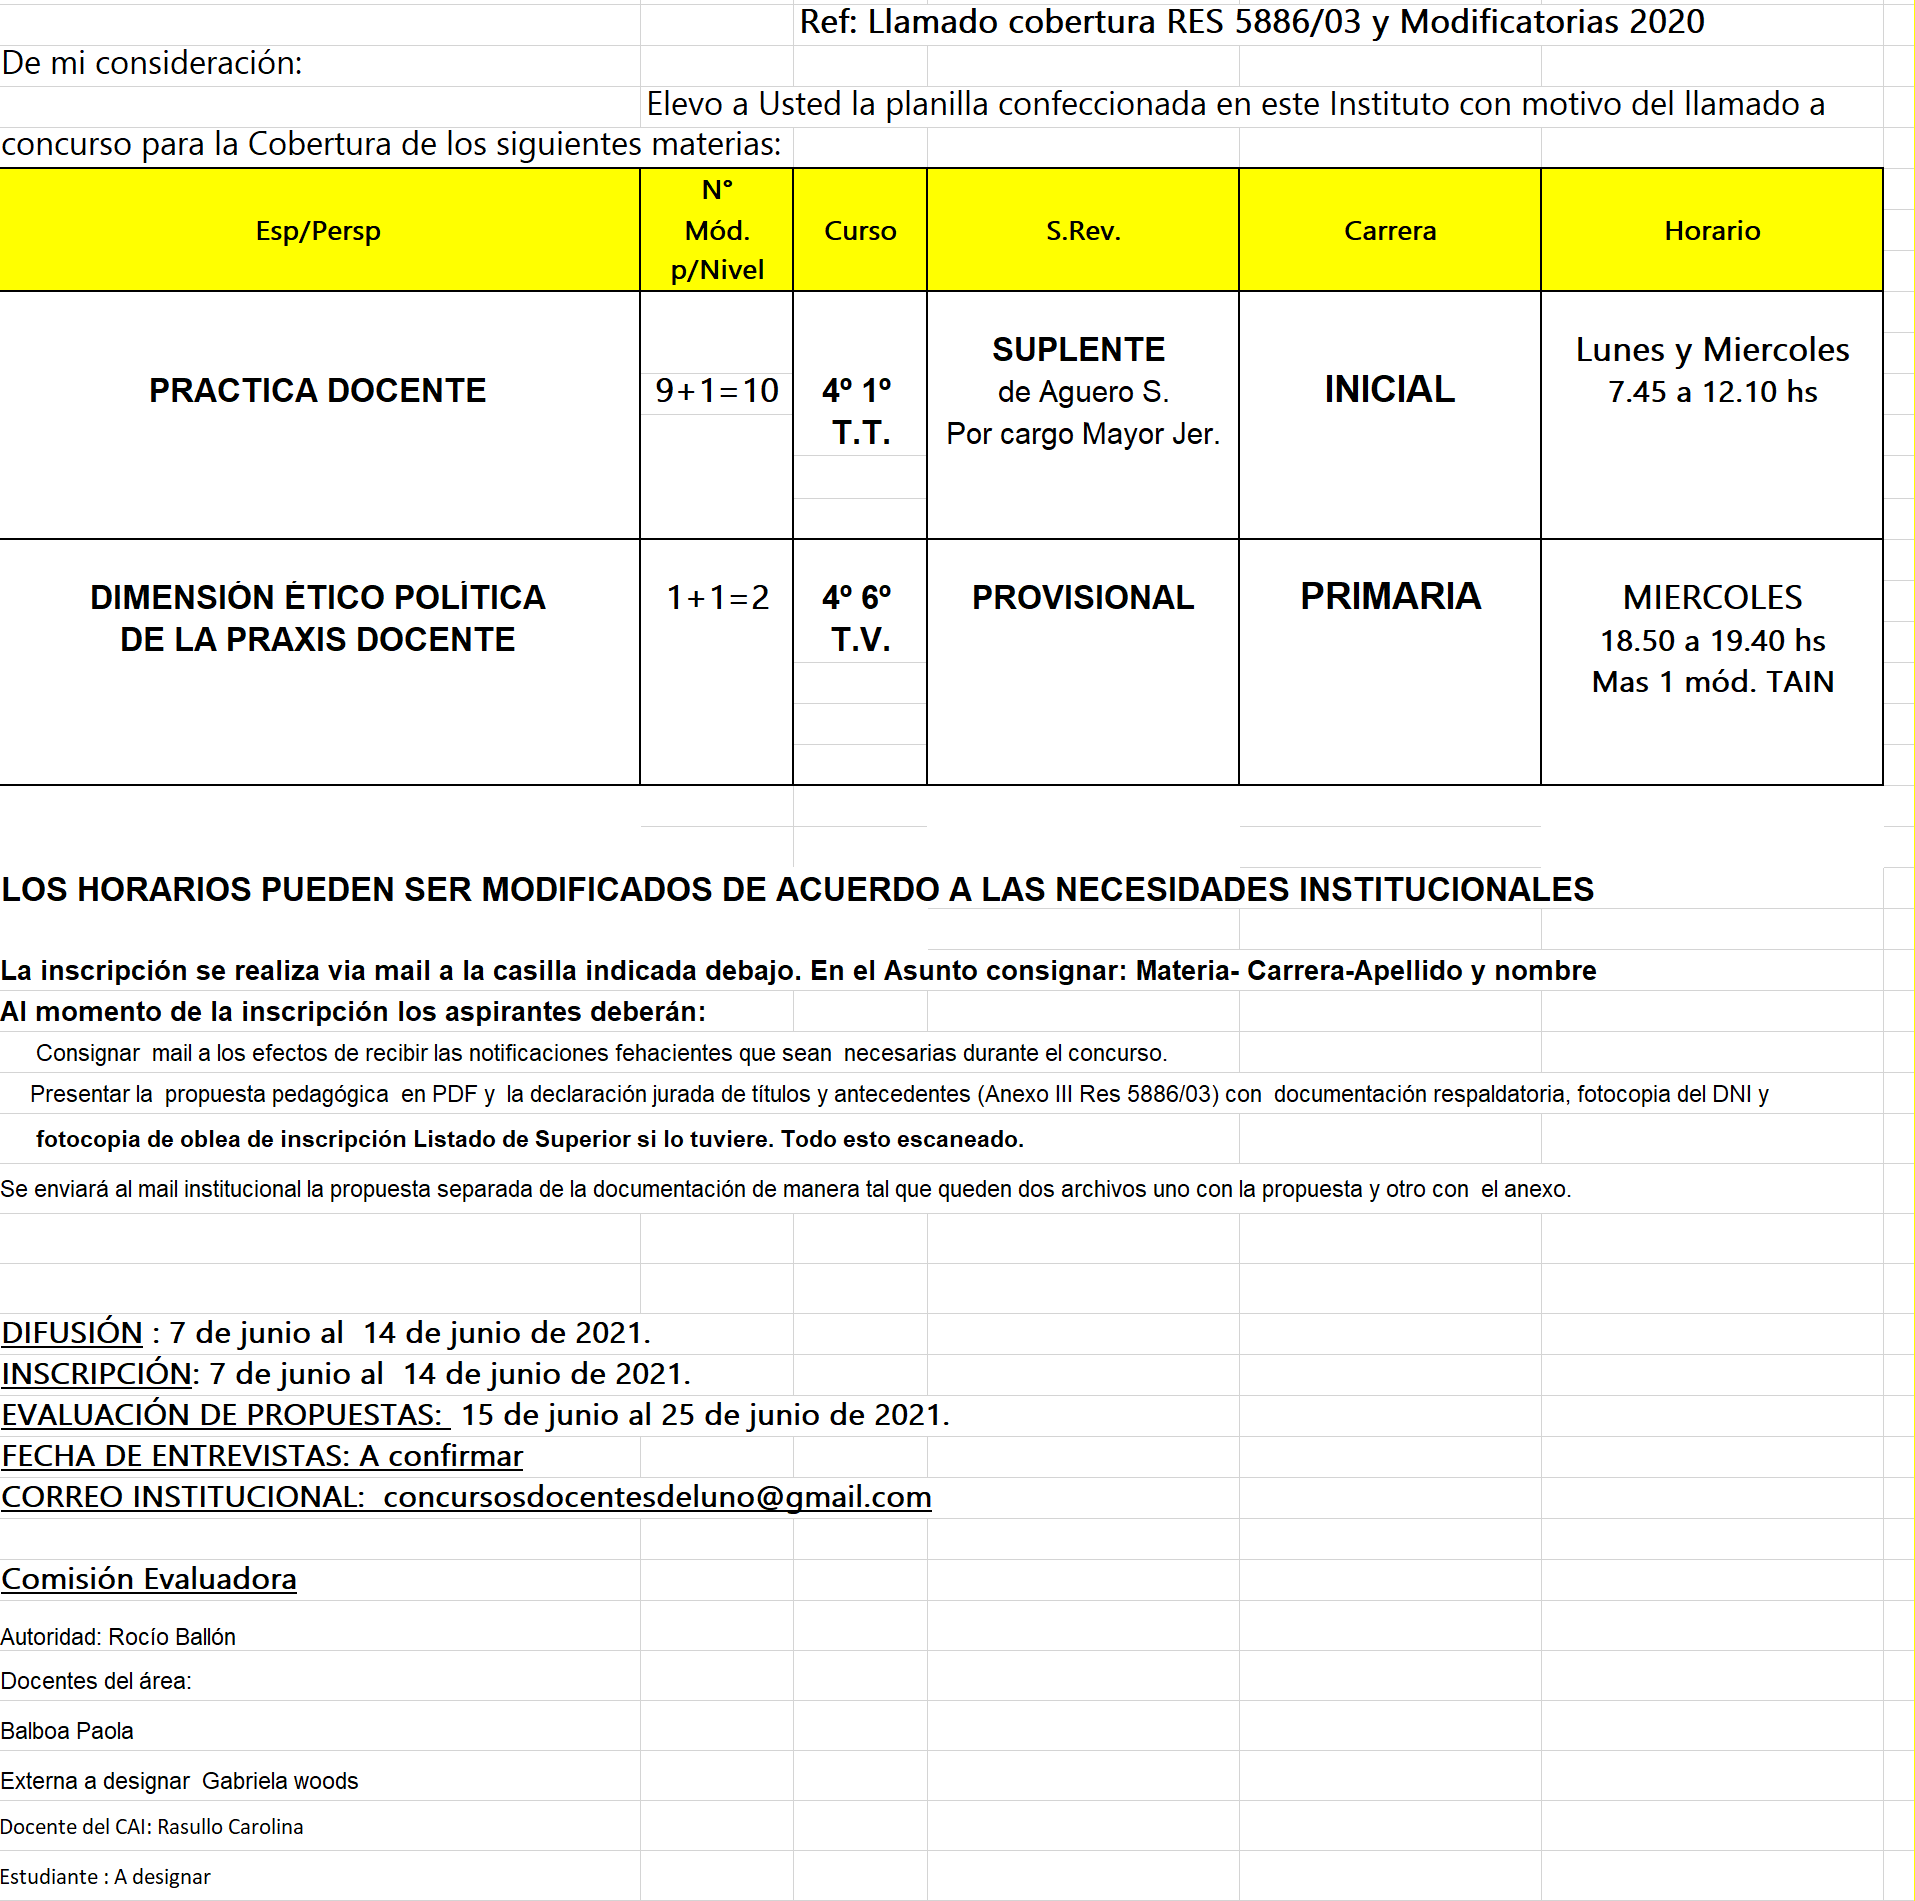 Ref: Llamado cobertura RES 5886/03 y Modificatorias 2020
De mi consideración:
Elevo a Usted la planilla confeccionada en este Instituto con motivo del llamado a
concurso para la Cobertura de los siguientes materias:
Esp/Persp N° Mód. p/Nivel Curso S.Rev. Carrera Horario
PRACTICA DOCENTE 9+1=10 4º 1º T.T. SUPLENTE de Aguero S. Por cargo Mayor Jer. INICIAL Lunes y Miercoles 7.45 a 12.10 hs
DIMENSIÓN ÉTICO POLÍTICA DE LA PRAXIS DOCENTE 1+1=2 4º 6º T.V. PROVISIONAL PRIMARIA MIERCOLES 18.50 a 19.40 hs Mas 1 mód. TAIN
LOS HORARIOS PUEDEN SER MODIFICADOS DE ACUERDO A LAS NECESIDADES INSTITUCIONALES
La inscripción se realiza via mail a la casilla indicada debajo. En el Asunto consignar: Materia- Carrera-Apellido y nombre
Al momento de la inscripción los aspirantes deberán:
Consignar mail a los efectos de recibir las notificaciones fehacientes que sean necesarias durante el concurso.
Presentar la propuesta pedagógica en PDF y la declaración jurada de títulos y antecedentes (Anexo III Res 5886/03) con documentación respaldatoria, fotocopia del DNI y
fotocopia de oblea de inscripción Listado de Superior si lo tuviere. Todo esto escaneado.
Se enviará al mail institucional la propuesta separada de la documentación de manera tal que queden dos archivos uno con la propuesta y otro con el anexo.
DIFUSIÓN : 7 de junio al 14 de junio de 2021.
INSCRIPCIÓN: 7 de junio al 14 de junio de 2021.
EVALUACIÓN DE PROPUESTAS: 15 de junio al 25 de junio de 2021.
FECHA DE ENTREVISTAS: A confirmar
CORREO INSTITUCIONAL: concursosdocentesdeluno@gmail.com
Comisión Evaluadora
Autoridad: Rocío Ballón
Docentes del área:
Balboa Paola
Externa a designar Gabriela woods
Docente del CAI: Rasullo Carolina
Estudiante : A designar